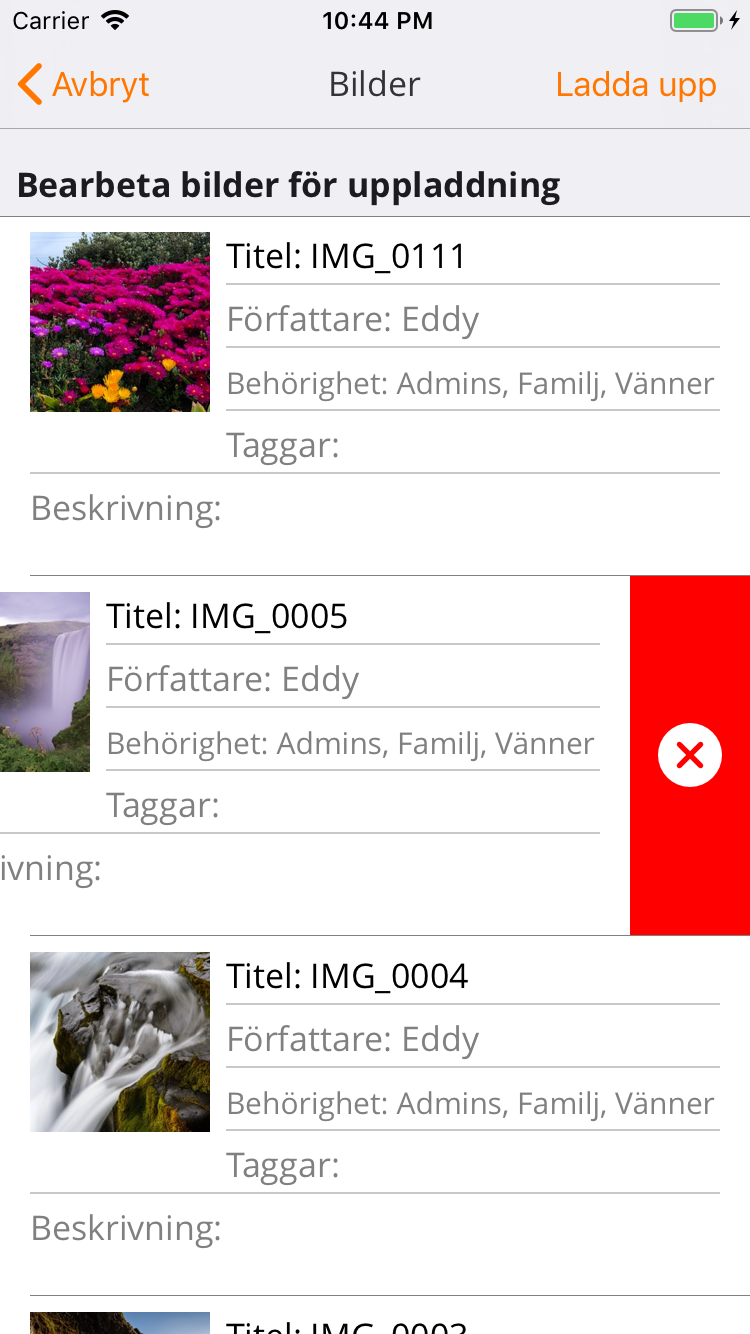 Carrier 10:44 PM
Avbryt Bilder Ladda upp
Bearbeta bilder för uppladdning
Titel: IMG_0111
Författare: Eddy
Behörighet: Admins, Familj, Vänner
Taggar:
Beskrivning:
Titel: IMG_0005
Författare: Eddy
Behörighet: Admins, Familj, Vänner
Taggar:
ivning:
Titel: IMG_0004
Författare: Eddy
Behörighet: Admins, Familj, Vänner
Taggar:
Beskrivning:
Titel: IMG_0003